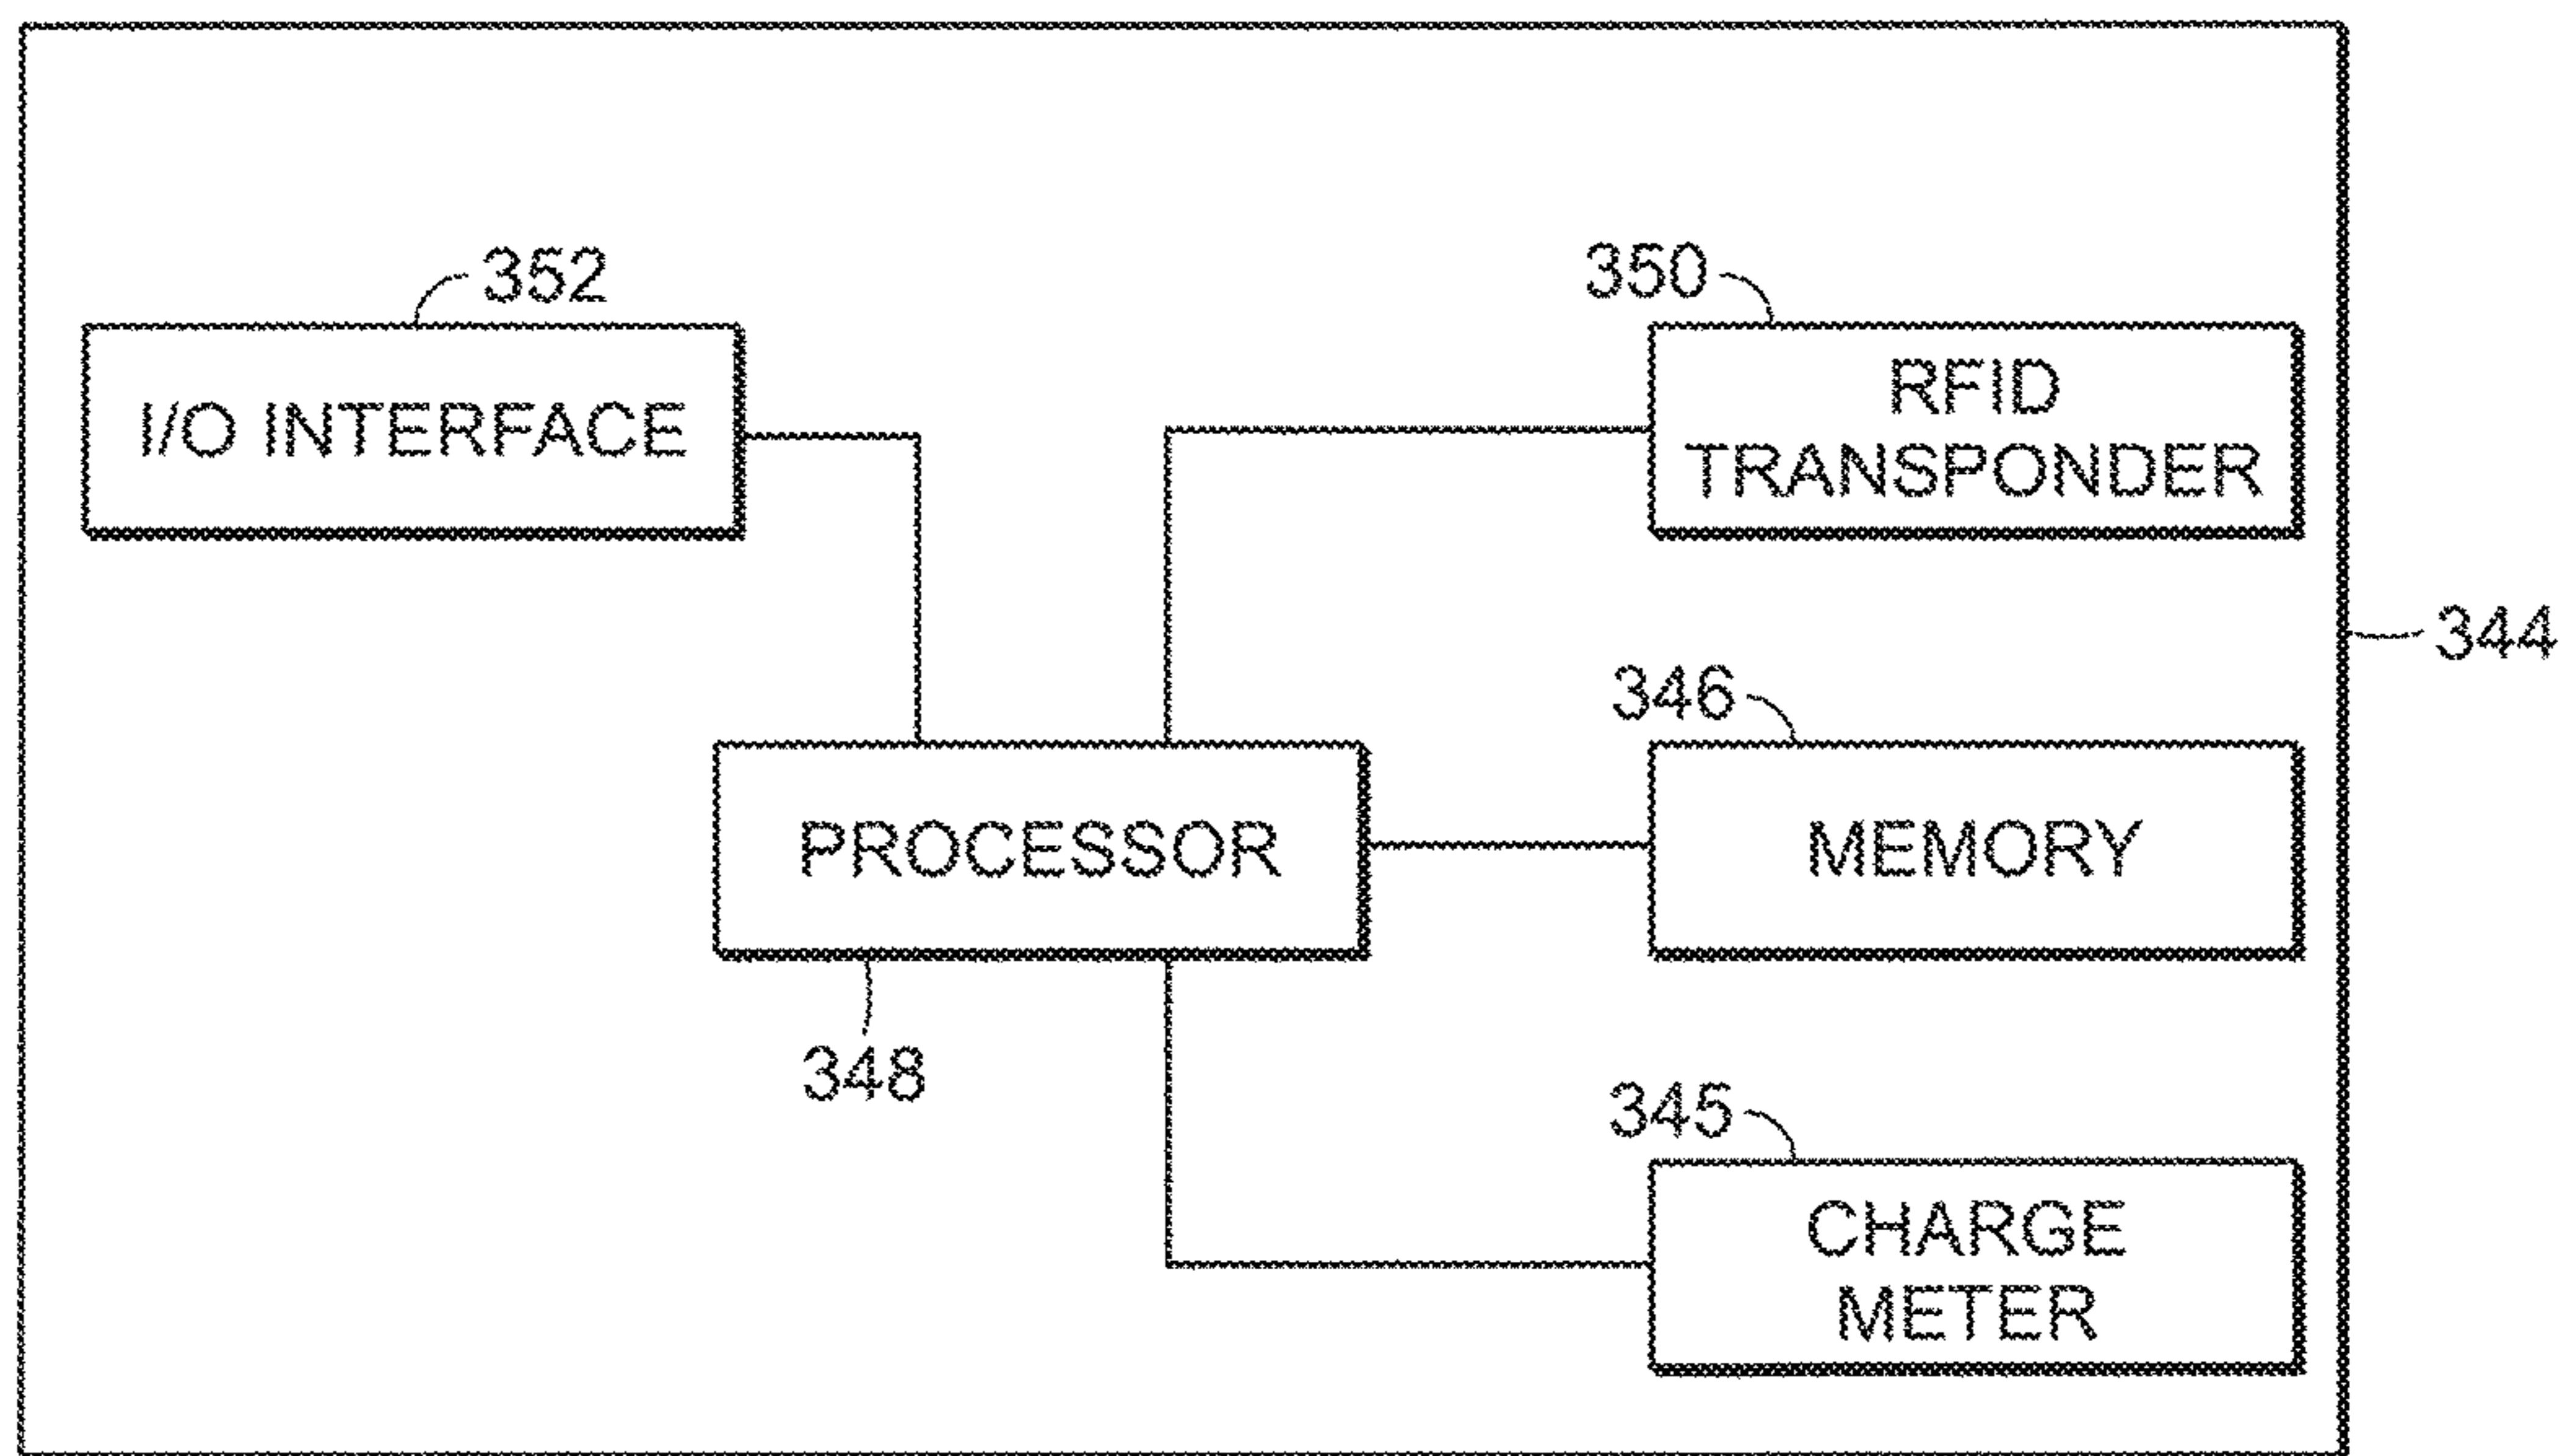 352
I/O INTERFACE
350
RFID
TRANSPONDER
344
346
PROCESSOR
MEMORY
348
345
CHARGE
METER